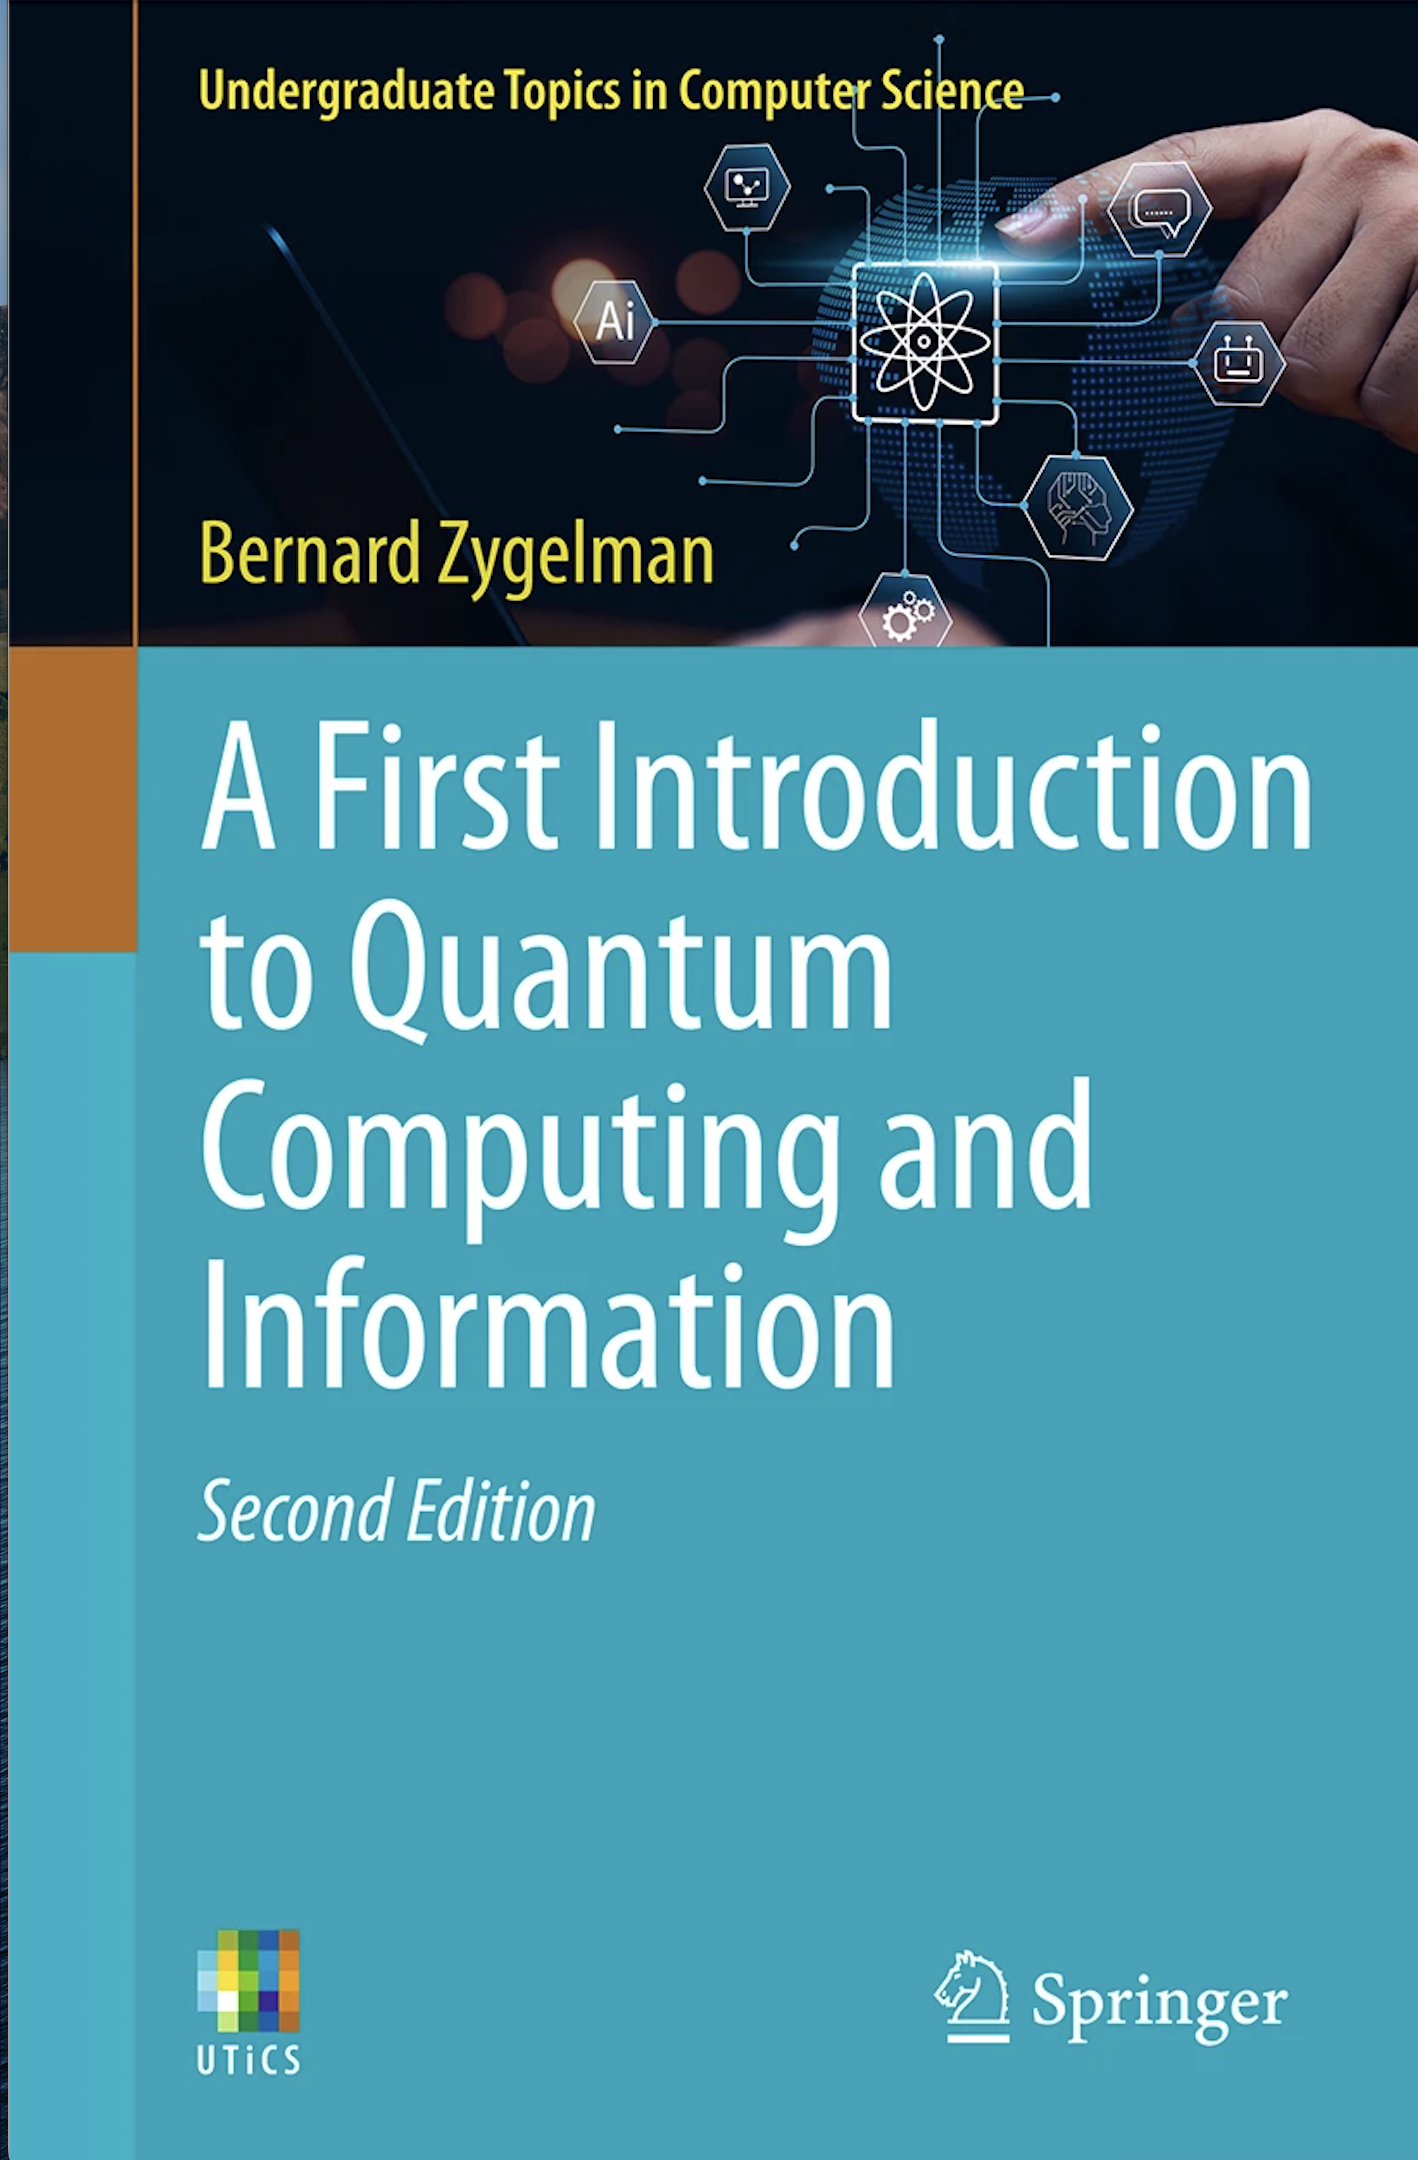 Undergraduate Topics in Computer Science
Ai
Bernard Zygelman
A First Introduction
to Quantum
Computing and
Information
Second Edition
UTiCS
Springer